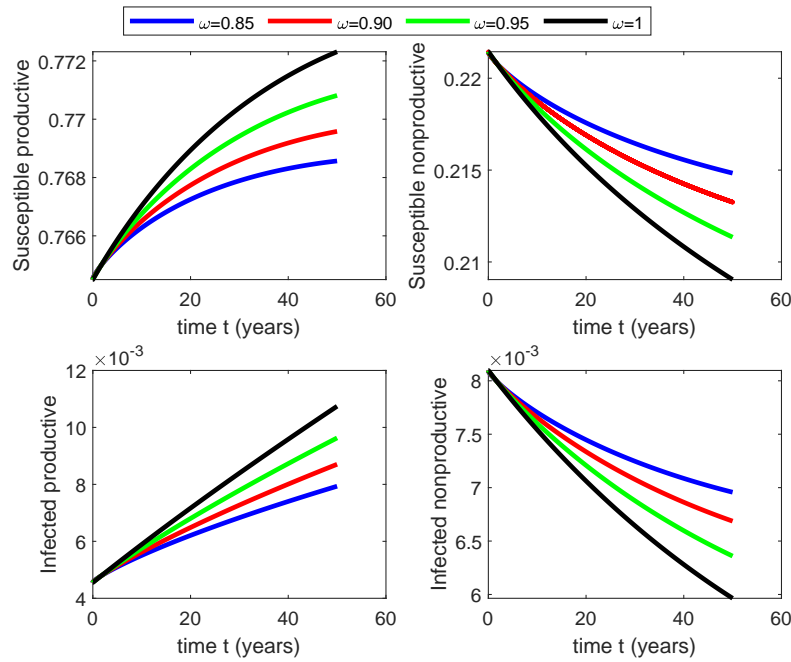 ω=0.85 ω=0.90 ω=0.95 ω=1
Susceptible productive
0.772
0.77
0.768
0.766
0 20 40 60
time t (years)
Susceptible nonproductive
0.22
0.215
0.21
0 20 40 60
time t (years)
×10⁻³
Infected productive
12
10
8
6
4
0 20 40 60
time t (years)
×10⁻³
Infected nonproductive
8
7.5
7
6.5
6
0 20 40 60
time t (years)